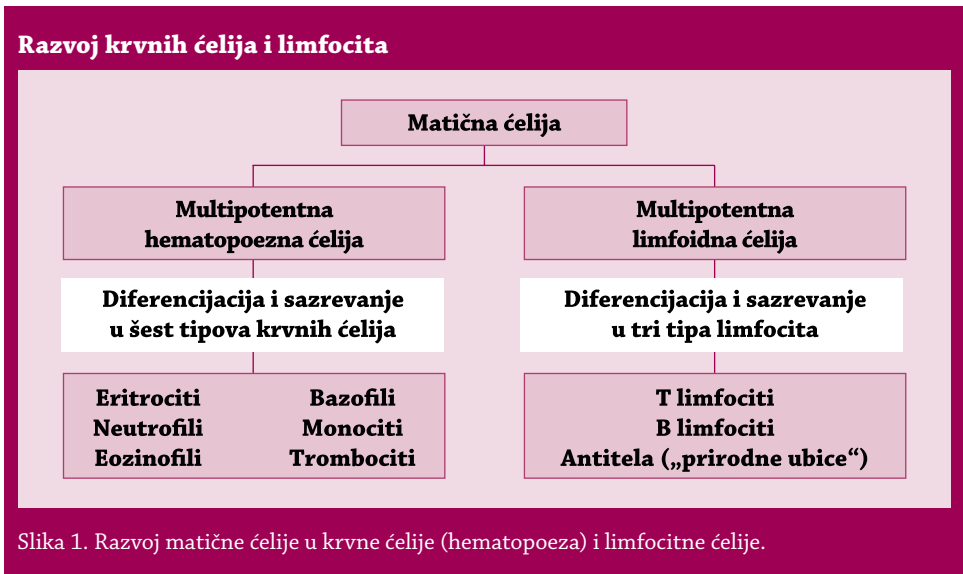 Razvoj krvnih ćelija i limfocita
Matična ćelija
Multipotentna
hematopoezna ćelija
Multipotentna
limfoidna ćelija
Diferencijacija i sazrevanje
u šest tipova krvnih ćelija
Diferencijacija i sazrevanje
u tri tipa limfocita
Eritrociti
Neutrofili
Eozinofili
Bazofili
Monociti
Trombociti
T limfociti
B limfociti
Antitela („prirodne ubice“)
Slika 1. Razvoj matične ćelije u krvne ćelije (hematopoeza) i limfocitne ćelije.